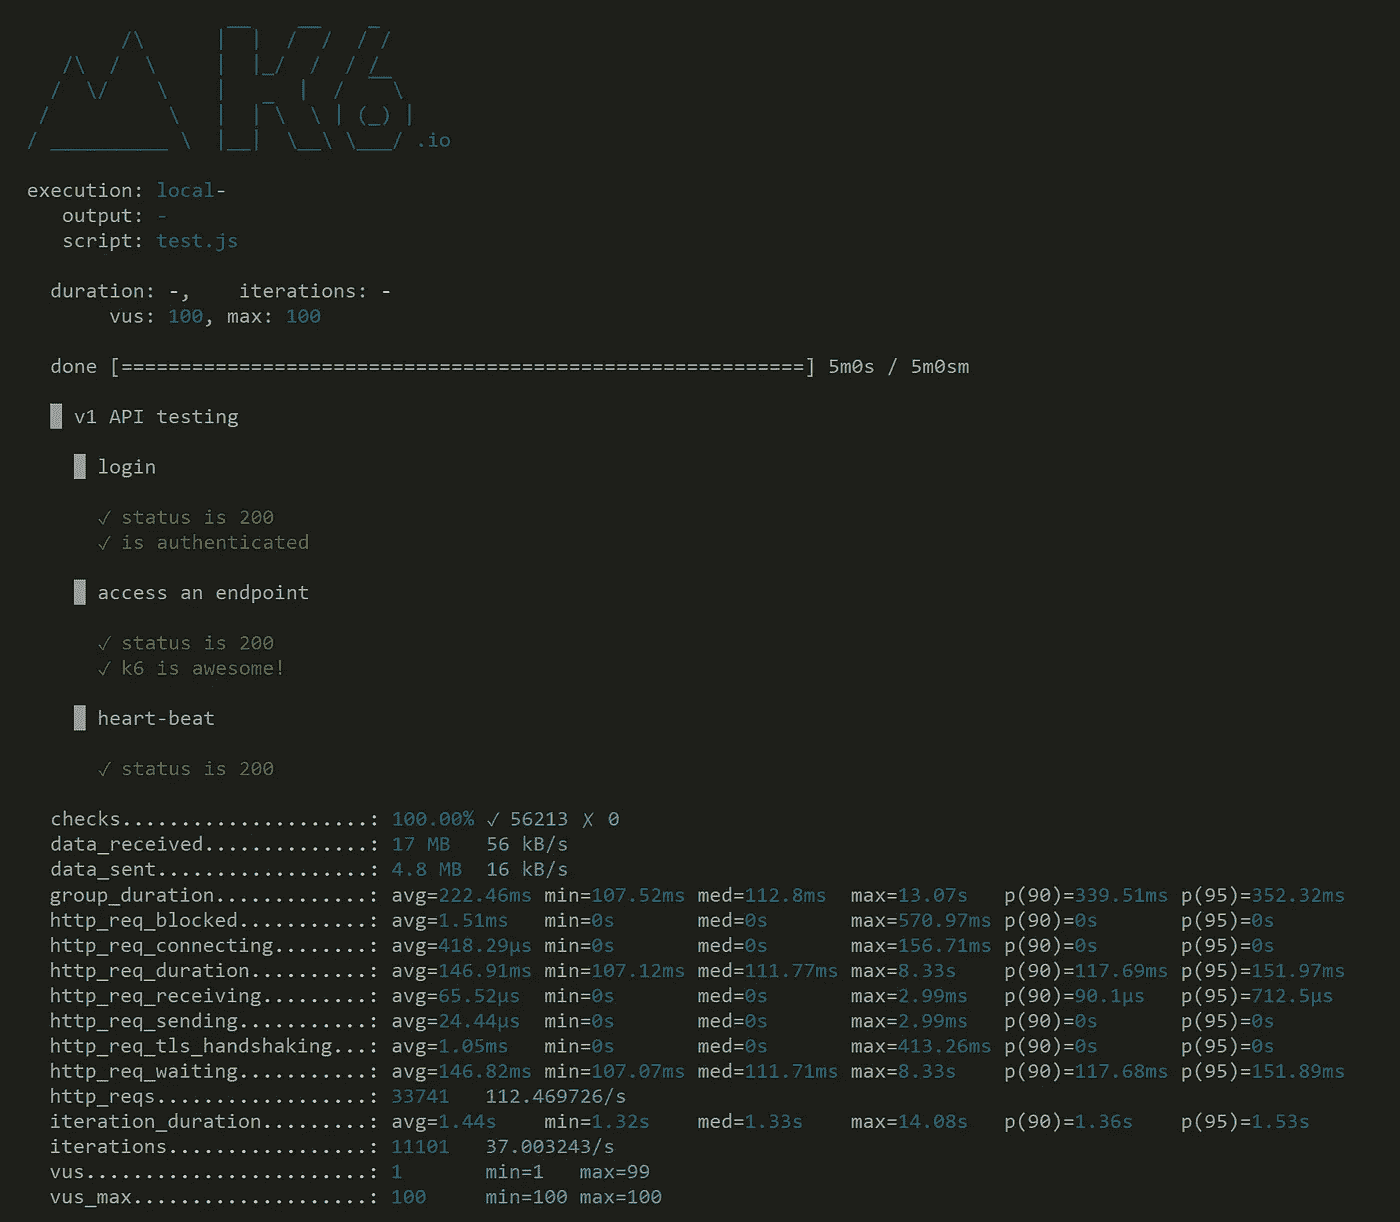 /\      |‾‾|  /‾‾/  /‾/
     /\  /  \     |  |_/  /  / /
    /  \/    \    |      |  /  ‾‾\
   /          \   |  |‾\  \ | (_) |
  / __________ \  |__|  \__\ \___/ .io
execution: local-
output: -
script: test.js
duration: -,    iterations: -
vus: 100, max: 100
done [==========================================================] 5m0s / 5m0sm
█ v1 API testing
█ login
✓ status is 200
✓ is authenticated
█ access an endpoint
✓ status is 200
✓ k6 is awesome!
█ heart-beat
✓ status is 200
checks.....................: 100.00% ✓ 56213 ✗ 0
data_received..............: 17 MB   56 kB/s
data_sent..................: 4.8 MB  16 kB/s
group_duration.............: avg=222.46ms min=107.52ms med=112.8ms  max=13.07s   p(90)=339.51ms p(95)=352.32ms
http_req_blocked...........: avg=1.51ms   min=0s       med=0s       max=570.97ms p(90)=0s       p(95)=0s
http_req_connecting........: avg=418.29µs min=0s       med=0s       max=156.71ms p(90)=0s       p(95)=0s
http_req_duration..........: avg=146.91ms min=107.12ms med=111.77ms max=8.33s    p(90)=117.69ms p(95)=151.97ms
http_req_receiving.........: avg=65.52µs  min=0s       med=0s       max=2.99ms   p(90)=90.1µs   p(95)=712.5µs
http_req_sending...........: avg=24.44µs  min=0s       med=0s       max=2.99ms   p(90)=0s       p(95)=0s
http_req_tls_handshaking...: avg=1.05ms   min=0s       med=0s       max=413.26ms p(90)=0s       p(95)=0s
http_req_waiting...........: avg=146.82ms min=107.07ms med=111.71ms max=8.33s    p(90)=117.68ms p(95)=151.89ms
http_reqs..................: 33741   112.469726/s
iteration_duration.........: avg=1.44s    min=1.32s    med=1.33s    max=14.08s   p(90)=1.36s    p(95)=1.53s
iterations.................: 11101   37.003243/s
vus........................: 1       min=1   max=99
vus_max....................: 100     min=100 max=100